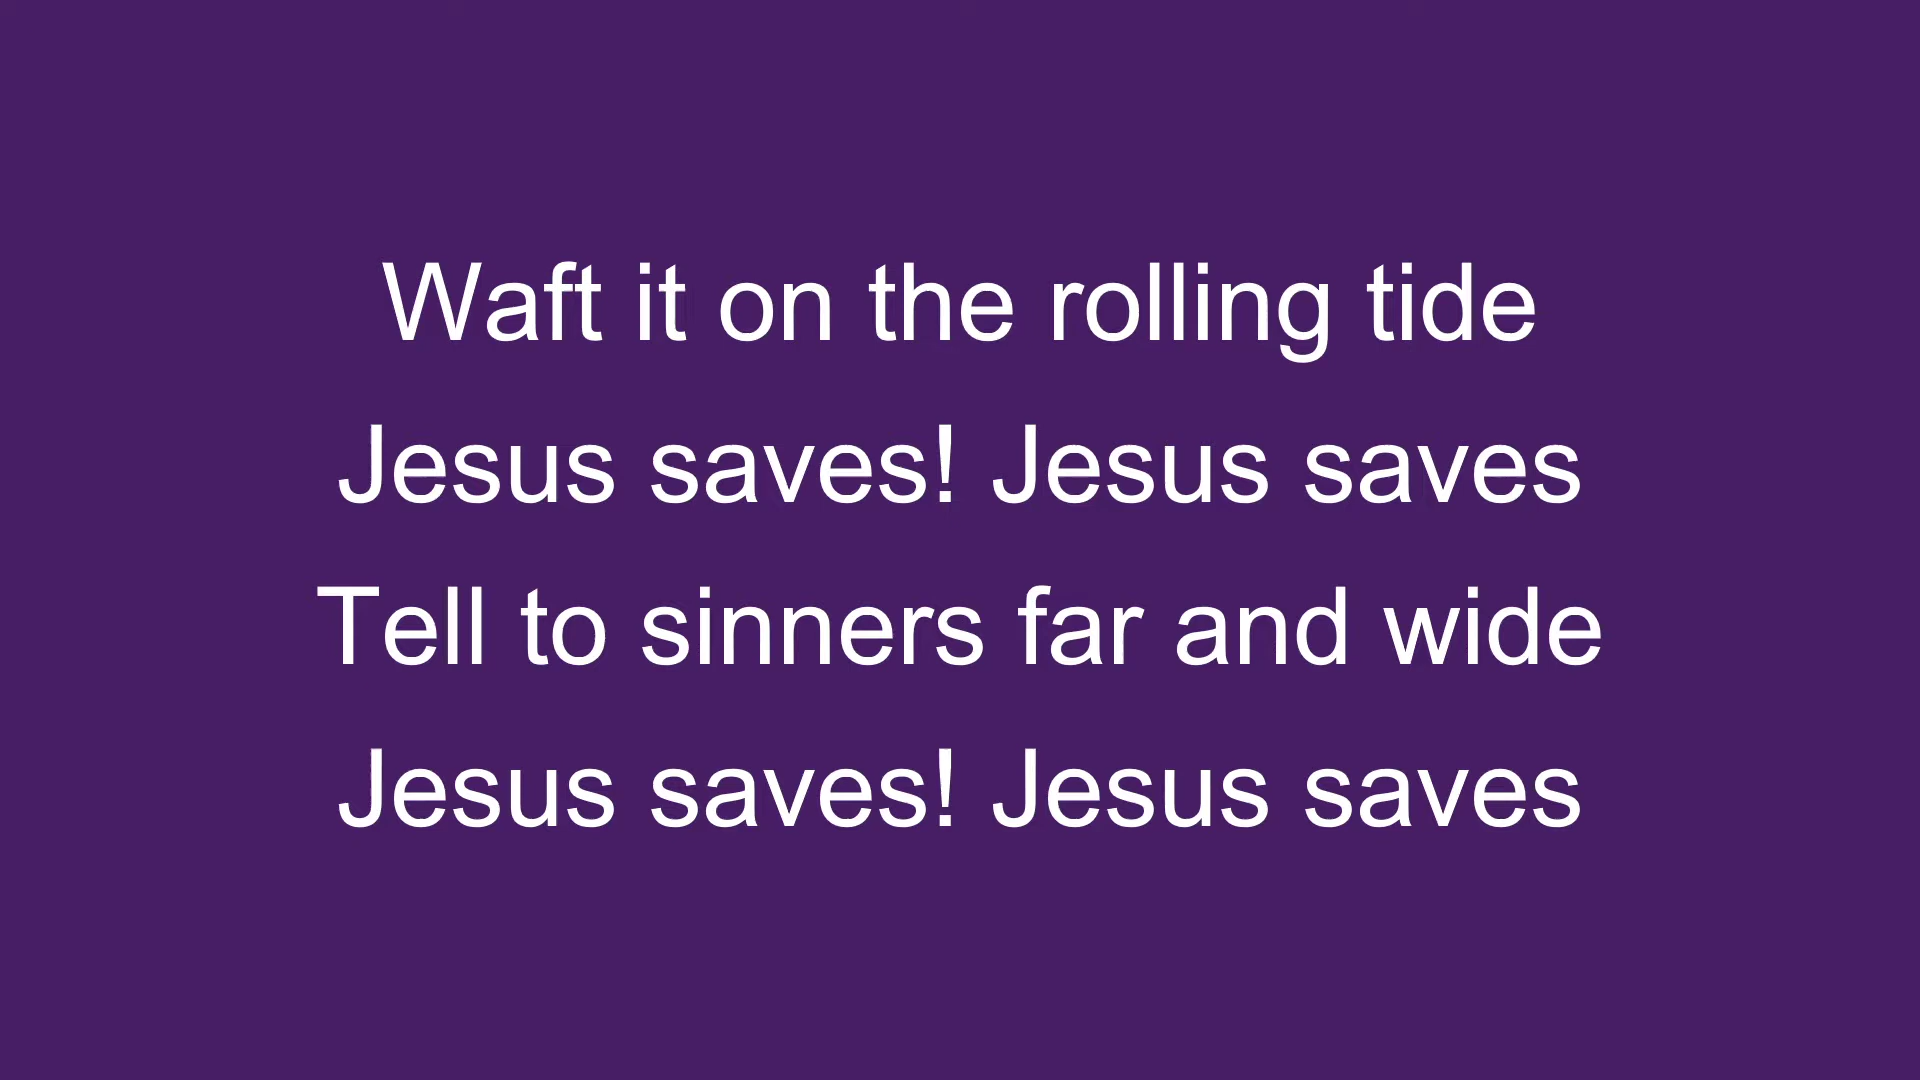 Waft it on the rolling tide
Jesus saves! Jesus saves
Tell to sinners far and wide
Jesus saves! Jesus saves